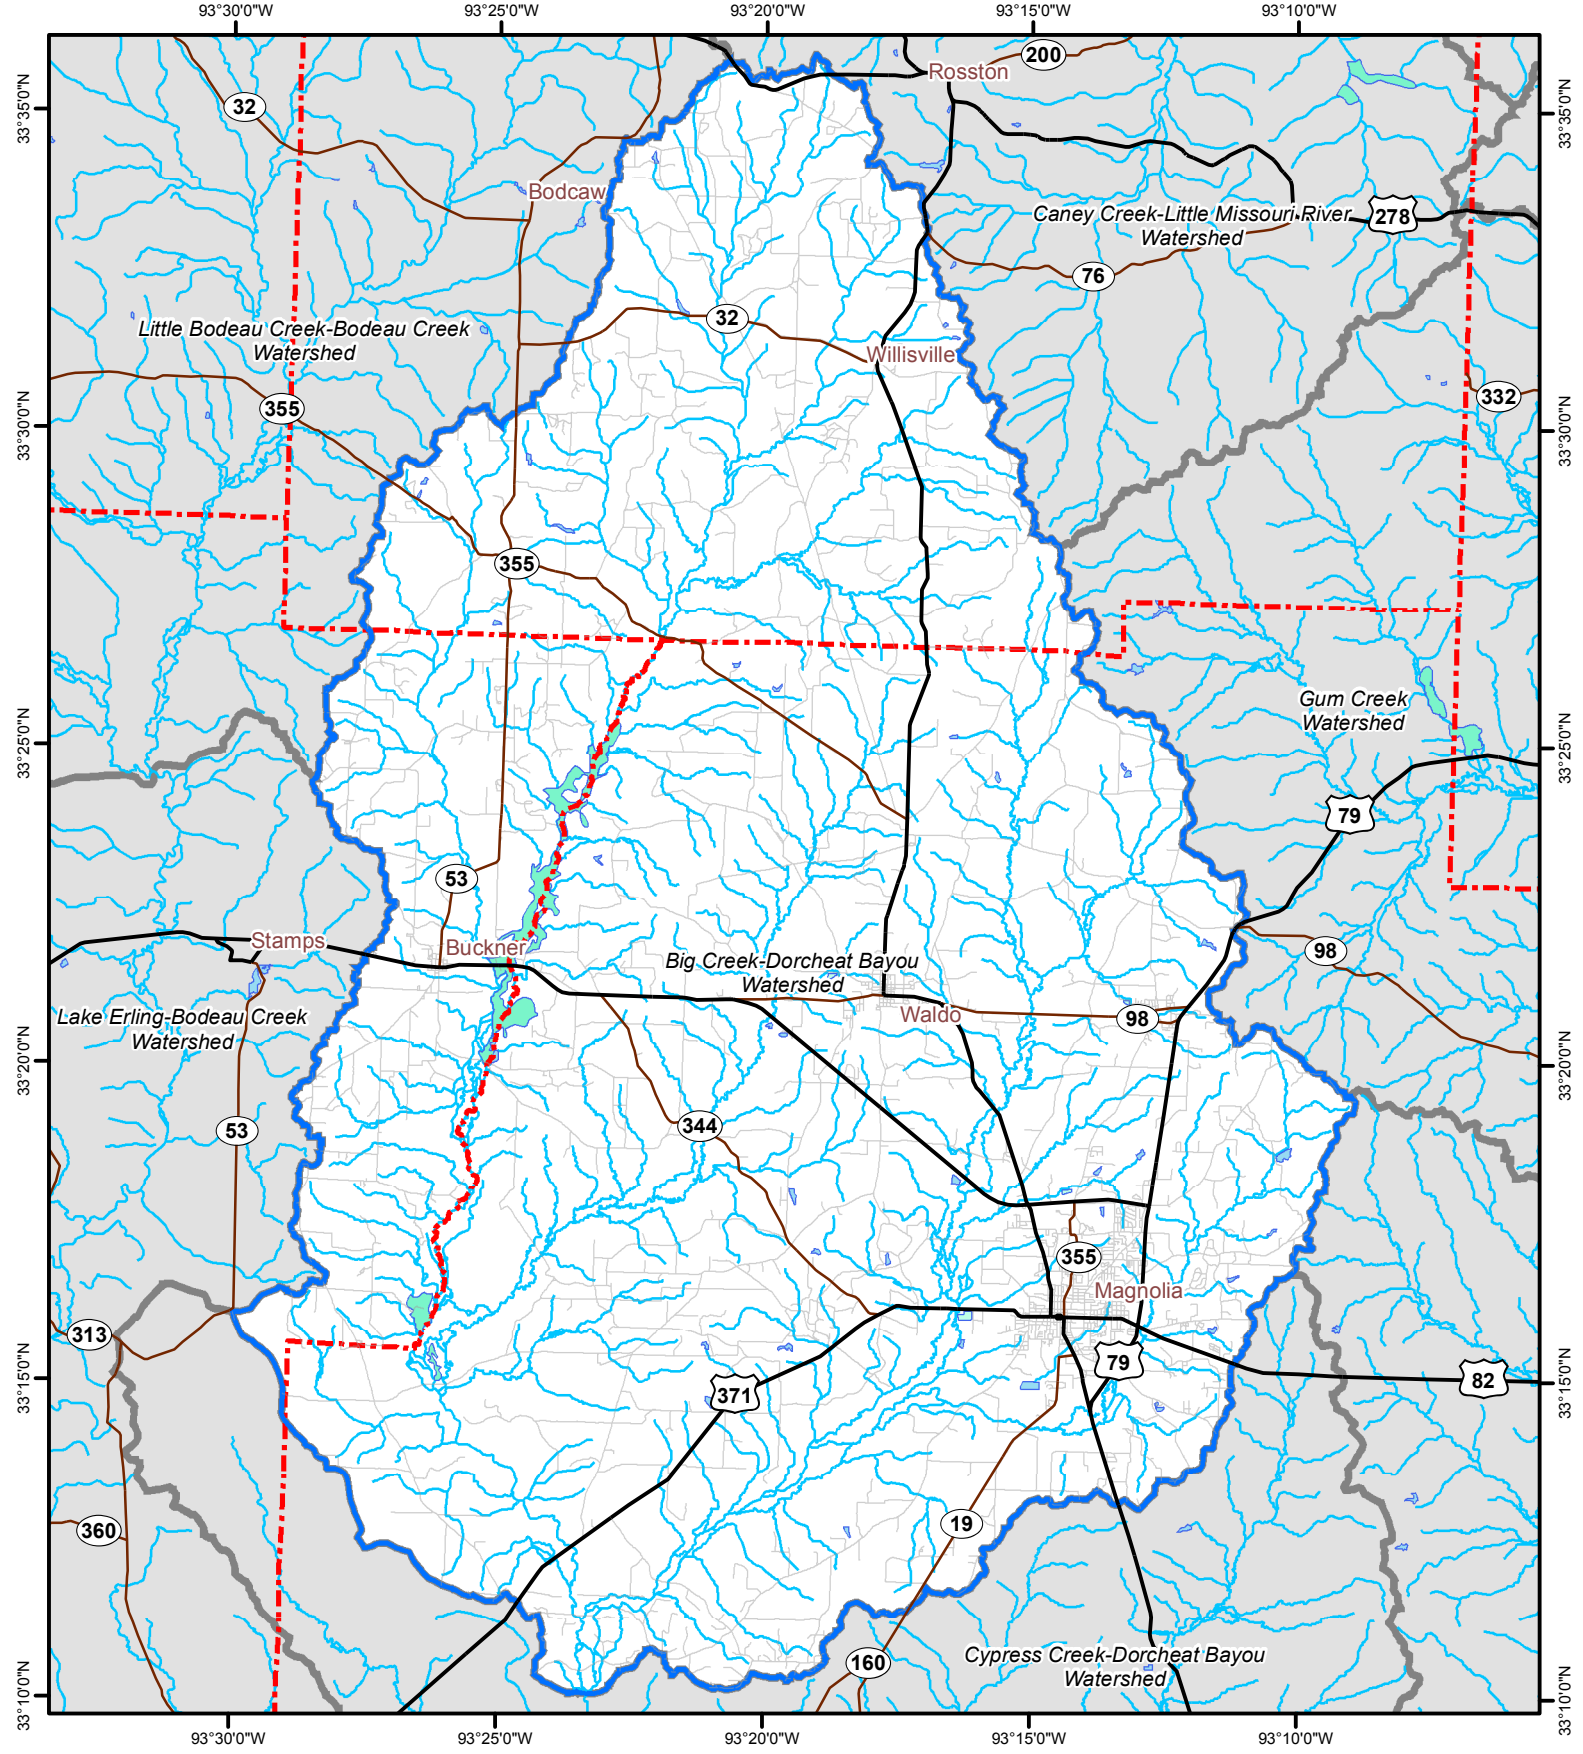 93°30'0"W
93°25'0"W
93°20'0"W
93°15'0"W
93°10'0"W
200
Rosston
32
33°35'0"N
33°35'0"N
Bodcaw
Caney Creek-Little Missouri River
Watershed
278
76
32
Little Bodeau Creek-Bodeau Creek
Watershed
Willisville
355
332
33°30'0"N
33°30'0"N
355
Gum Creek
Watershed
33°25'0"N
33°25'0"N
79
53
Stamps
Buckner
Big Creek-Dorcheat Bayou
Watershed
98
Lake Erling-Bodeau Creek
Watershed
Waldo
98
33°20'0"N
33°20'0"N
53
344
355
Magnolia
313
79
371
82
33°15'0"N
33°15'0"N
360
19
160
Cypress Creek-Dorcheat Bayou
Watershed
33°10'0"N
33°10'0"N
93°30'0"W
93°25'0"W
93°20'0"W
93°15'0"W
93°10'0"W